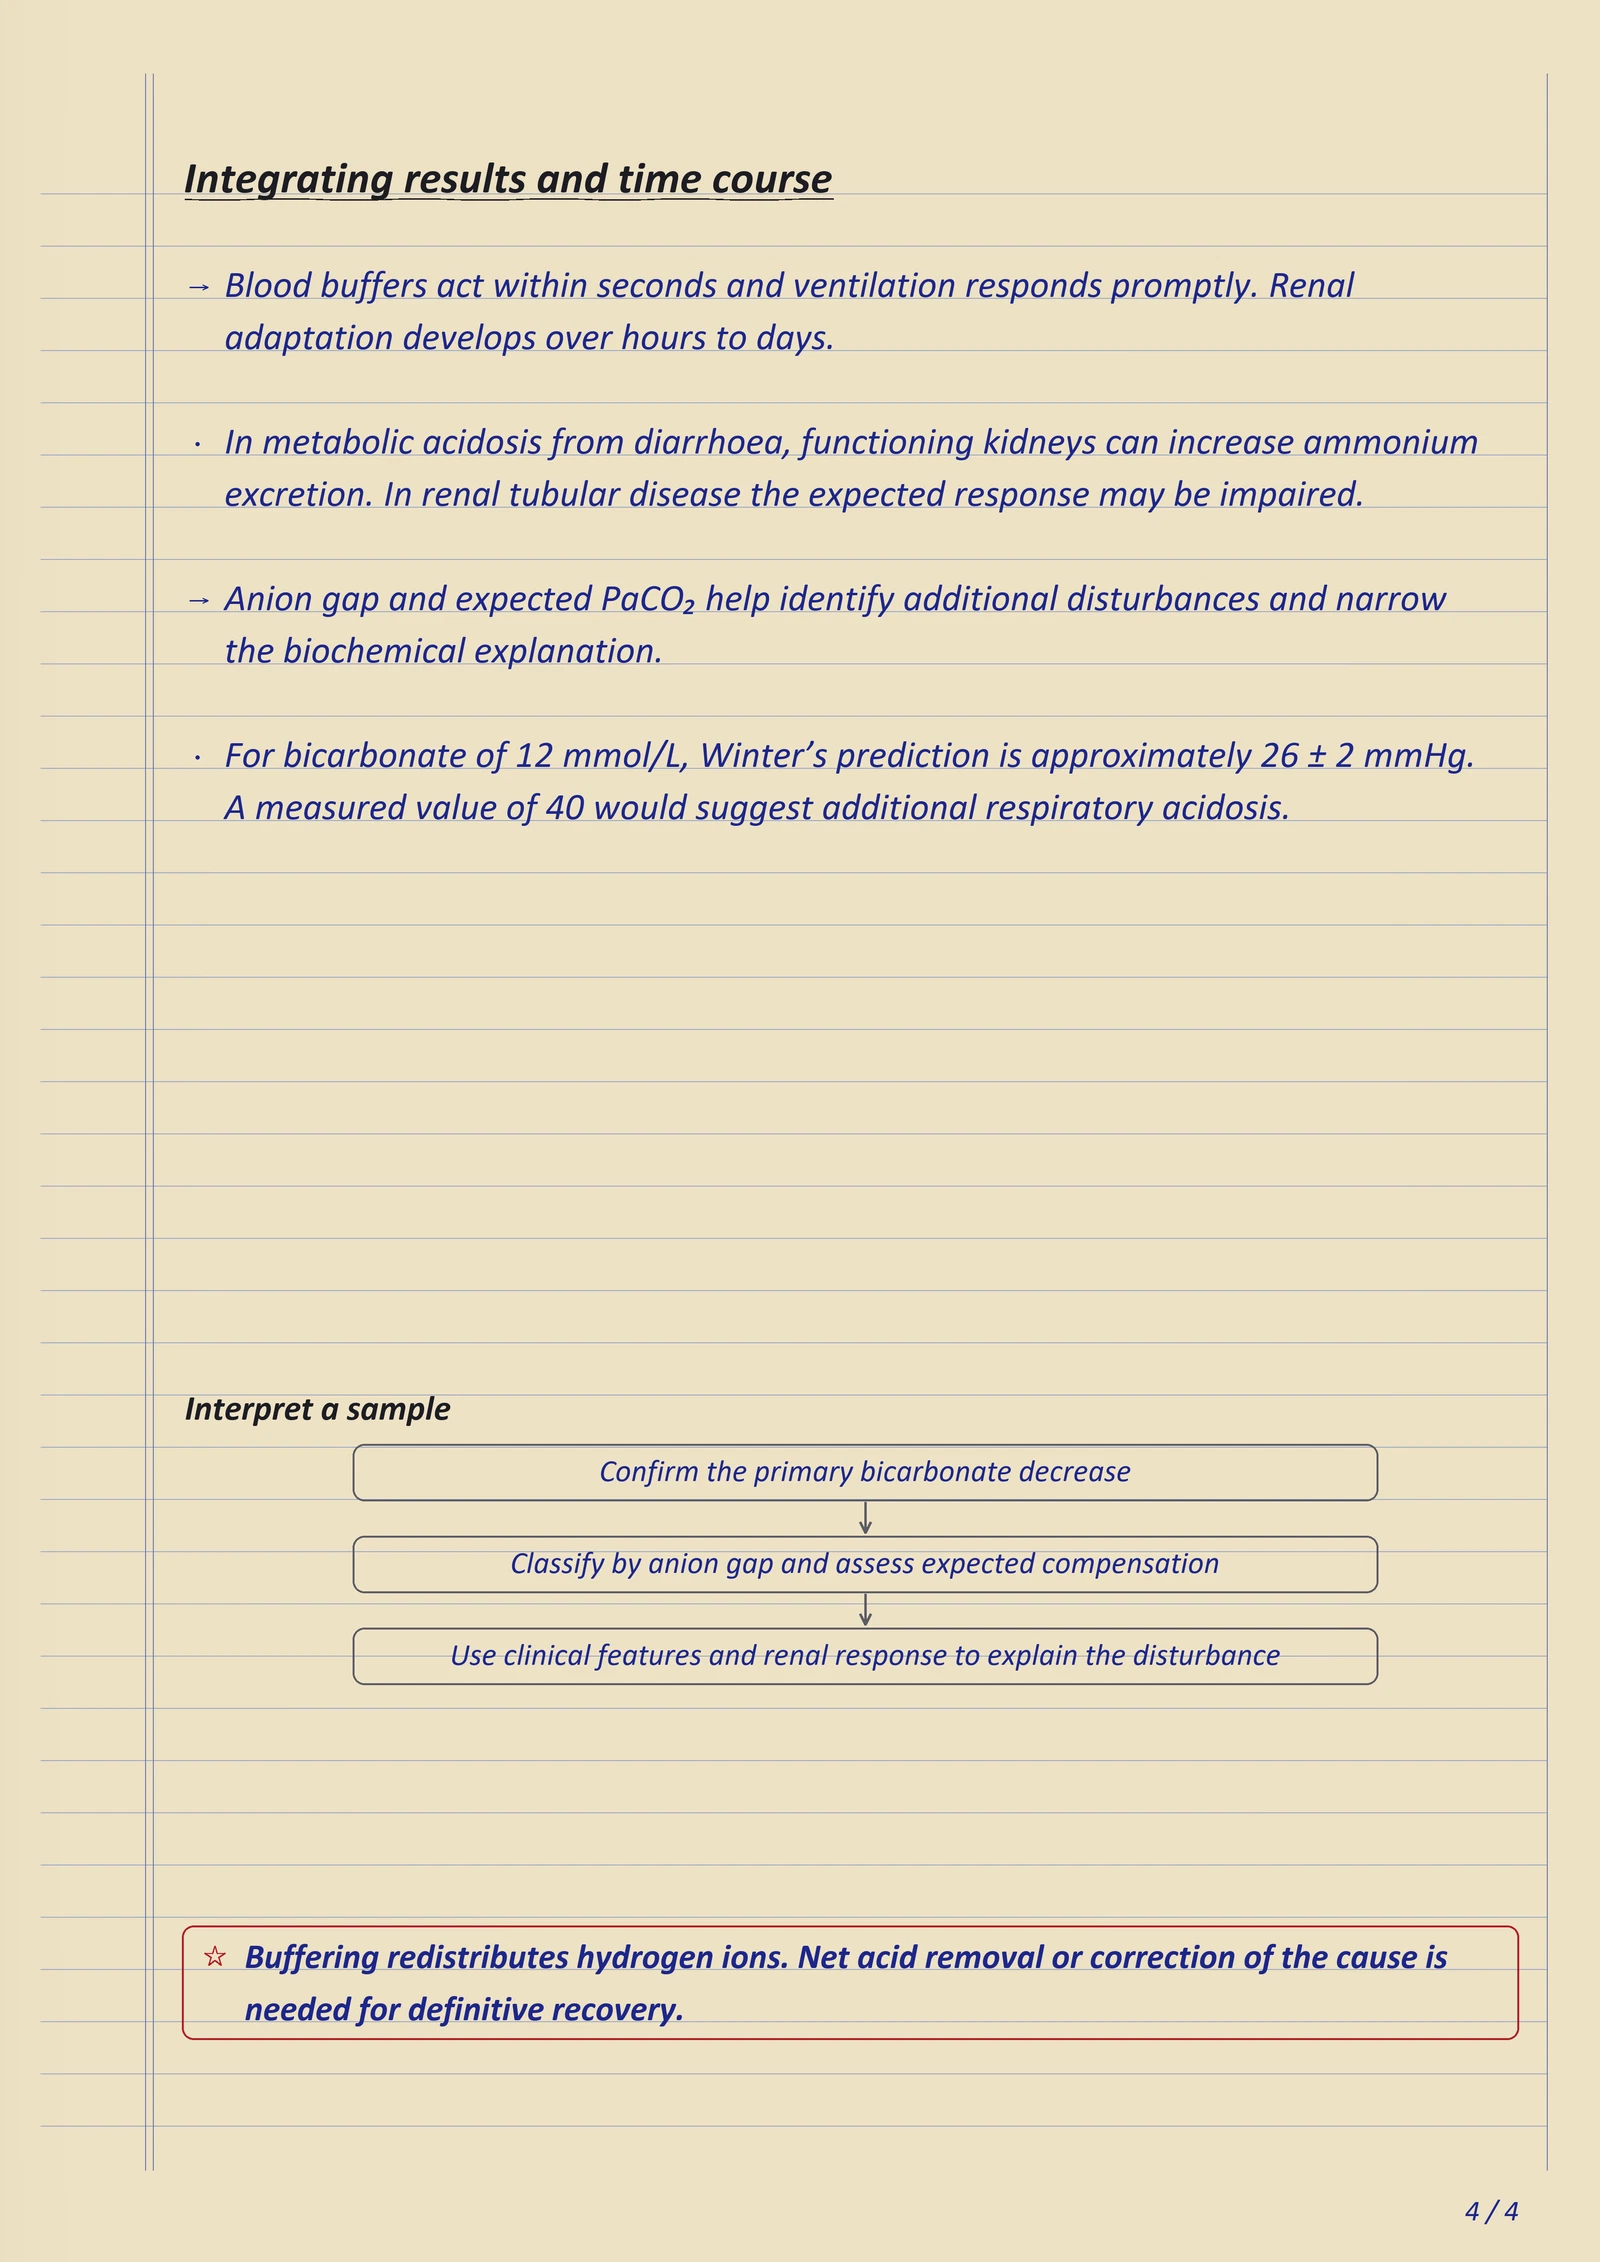 Integrating results and time course
→ Blood buffers act within seconds and ventilation responds promptly. Renal
adaptation develops over hours to days.
· In metabolic acidosis from diarrhoea, functioning kidneys can increase ammonium
excretion. In renal tubular disease the expected response may be impaired.
→ Anion gap and expected PaCO₂ help identify additional disturbances and narrow
the biochemical explanation.
· For bicarbonate of 12 mmol/L, Winter’s prediction is approximately 26 ± 2 mmHg.
A measured value of 40 would suggest additional respiratory acidosis.
Interpret a sample
Confirm the primary bicarbonate decrease
Classify by anion gap and assess expected compensation
Use clinical features and renal response to explain the disturbance
☆ Buffering redistributes hydrogen ions. Net acid removal or correction of the cause is
needed for definitive recovery.
4 / 4